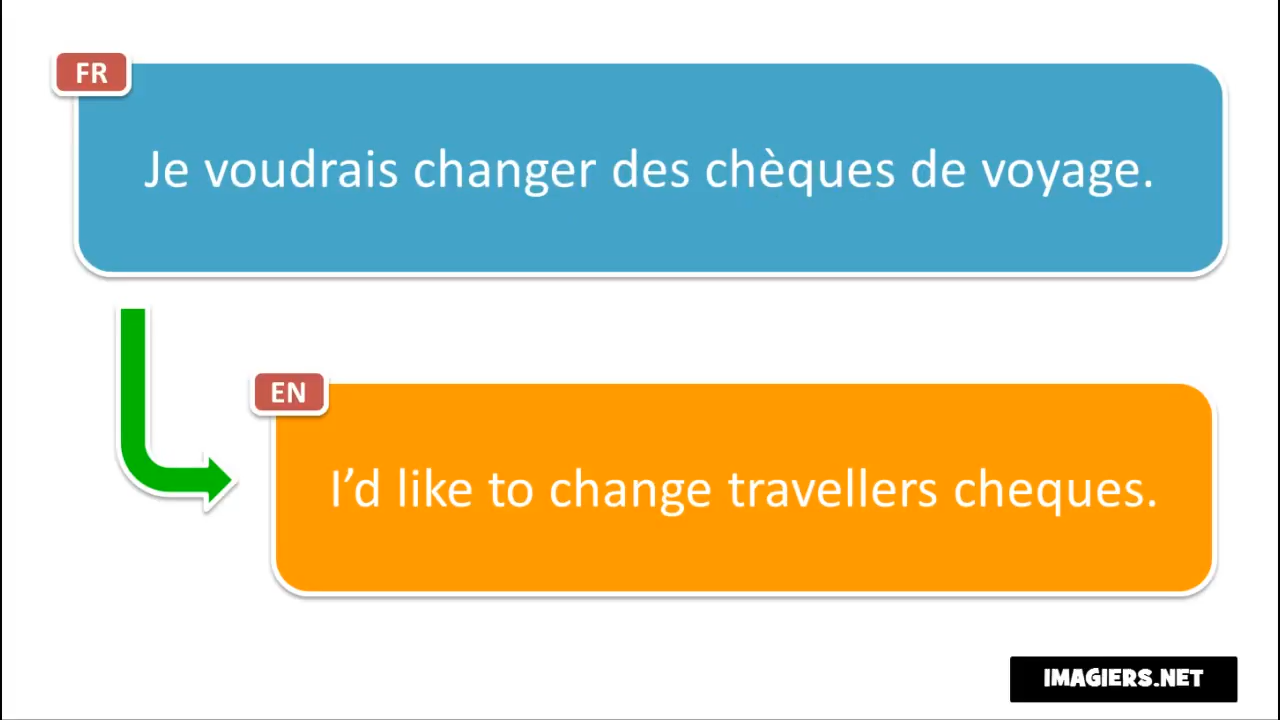 FR
Je voudrais changer des chèques de voyage.
EN
I’d like to change travellers cheques.
IMAGIERS.NET